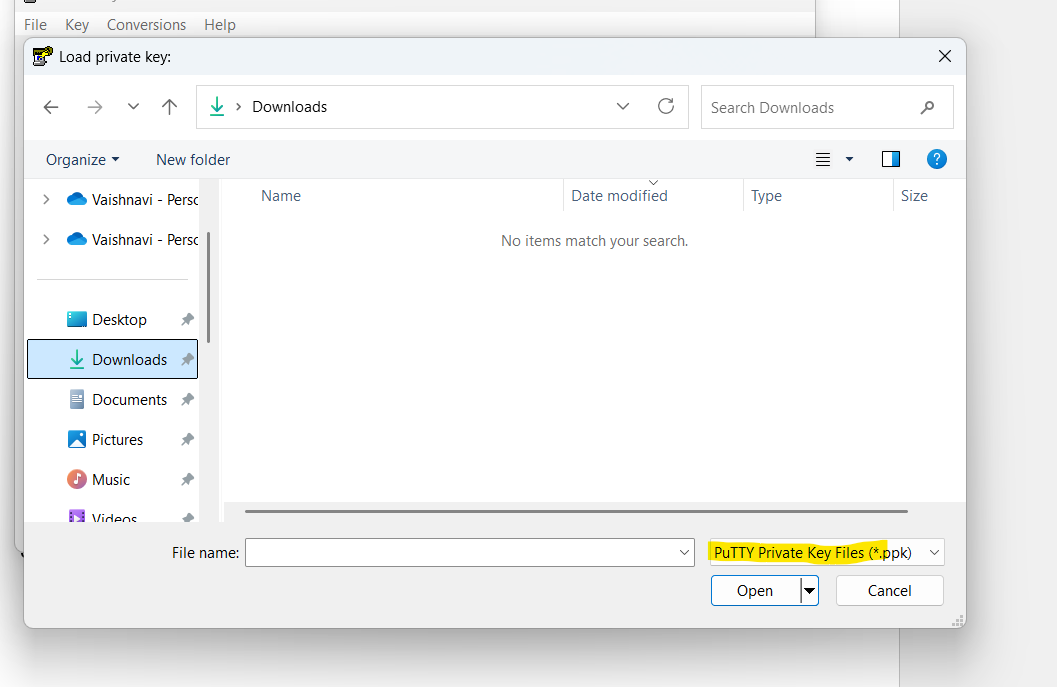 File Key Conversions Help
Load private key:
Downloads
Search Downloads
Organize New folder
Name Date modified Type Size
Vaishnavi - Perso
No items match your search.
Vaishnavi - Perso
Desktop
Downloads
Documents
Pictures
Music
Videos
File name: PuTTY Private Key Files (*.ppk)
Open Cancel